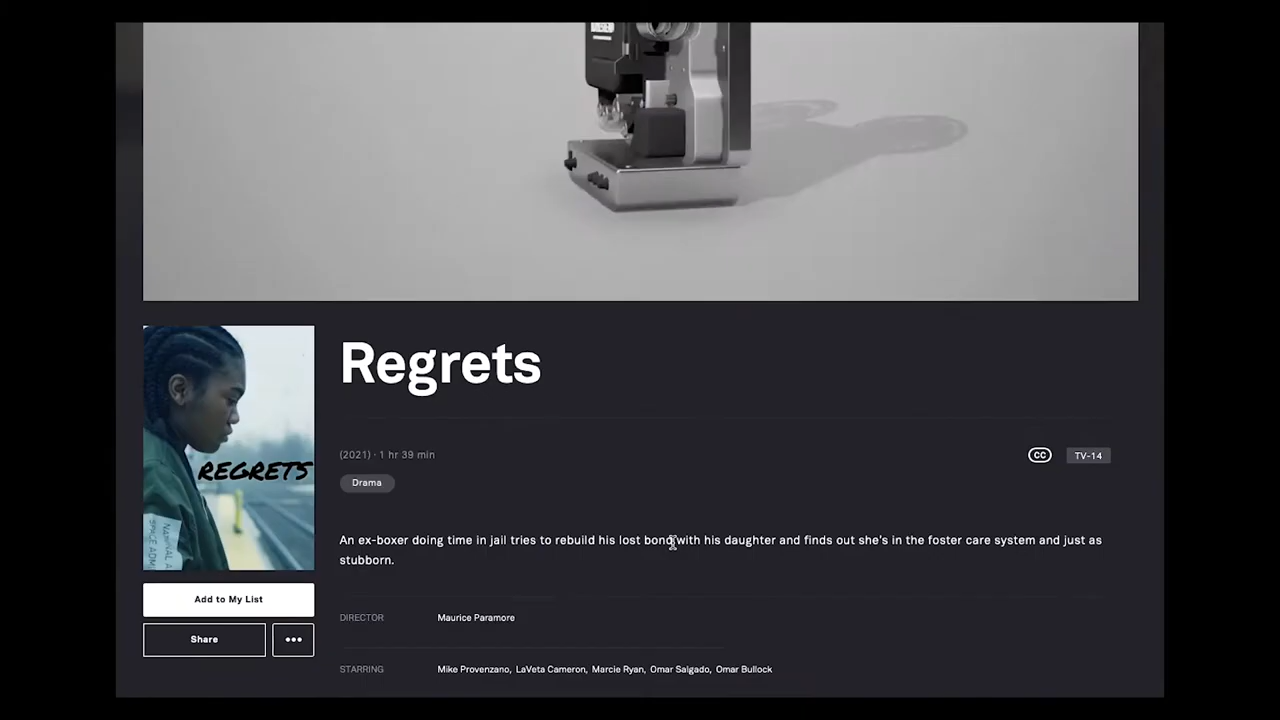 Regrets
(2021) · 1 hr 39 min
CC
TV-14
Drama
REGRETS
An ex-boxer doing time in jail tries to rebuild his lost bond with his daughter and finds out she's in the foster care system and just as
stubborn.
Add to My List
Share
DIRECTOR Maurice Paramore
STARRING Mike Provenzano, LaVeta Cameron, Marcie Ryan, Omar Salgado, Omar Bullock